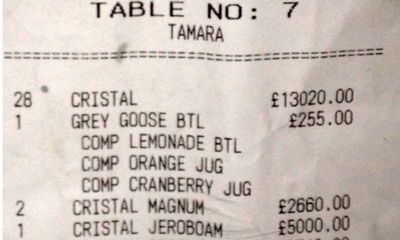 TABLE NO: 7
TAMARA
28 CRISTAL £13020.00
1 GREY GOOSE BTL £255.00
COMP LEMONADE BTL
COMP ORANGE JUG
COMP CRANBERRY JUG
2 CRISTAL MAGNUM £2660.00
1 CRISTAL JEROBOAM £5000.00